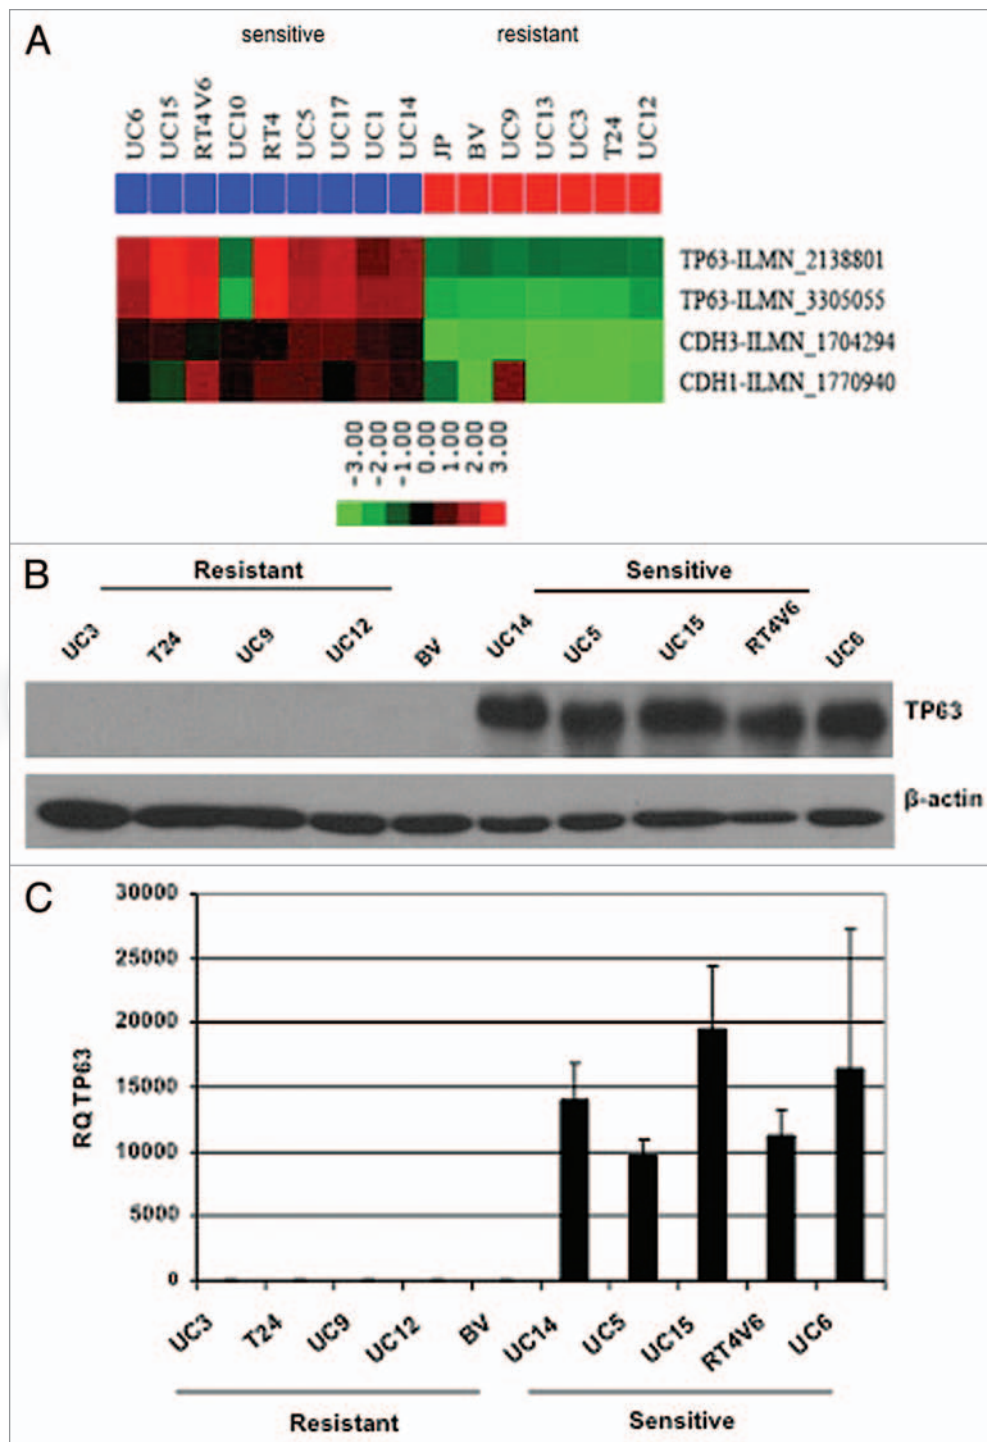 A
sensitive resistant
UC6 UC15 RT4V6 UC10 RT4 UC5 UC17 UC1 UC14 JP BV UC9 UC13 UC3 T24 UC12
TP63-ILMN_2138801
TP63-ILMN_3305055
CDH3-ILMN_1704294
CDH1-ILMN_1770940
-3.00 -2.00 -1.00 0.00 1.00 2.00 3.00
B
Resistant Sensitive
UC3 T24 UC9 UC12 BV UC14 UC5 UC15 RT4V6 UC6
TP63
β-actin
C
RQ TP63
30000
25000
20000
15000
10000
5000
0
UC3 T24 UC9 UC12 BV UC14 UC5 UC15 RT4V6 UC6
Resistant Sensitive